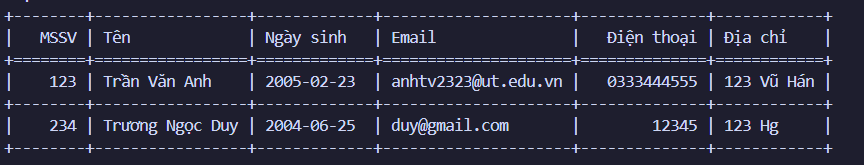 MSSV | Tên | Ngày sinh | Email | Điện thoại | Địa chỉ
123 | Trần Văn Anh | 2005-02-23 | anhtv2323@ut.edu.vn | 0333444555 | 123 Vũ Hán
234 | Trương Ngọc Duy | 2004-06-25 | duy@gmail.com | 12345 | 123 Hg